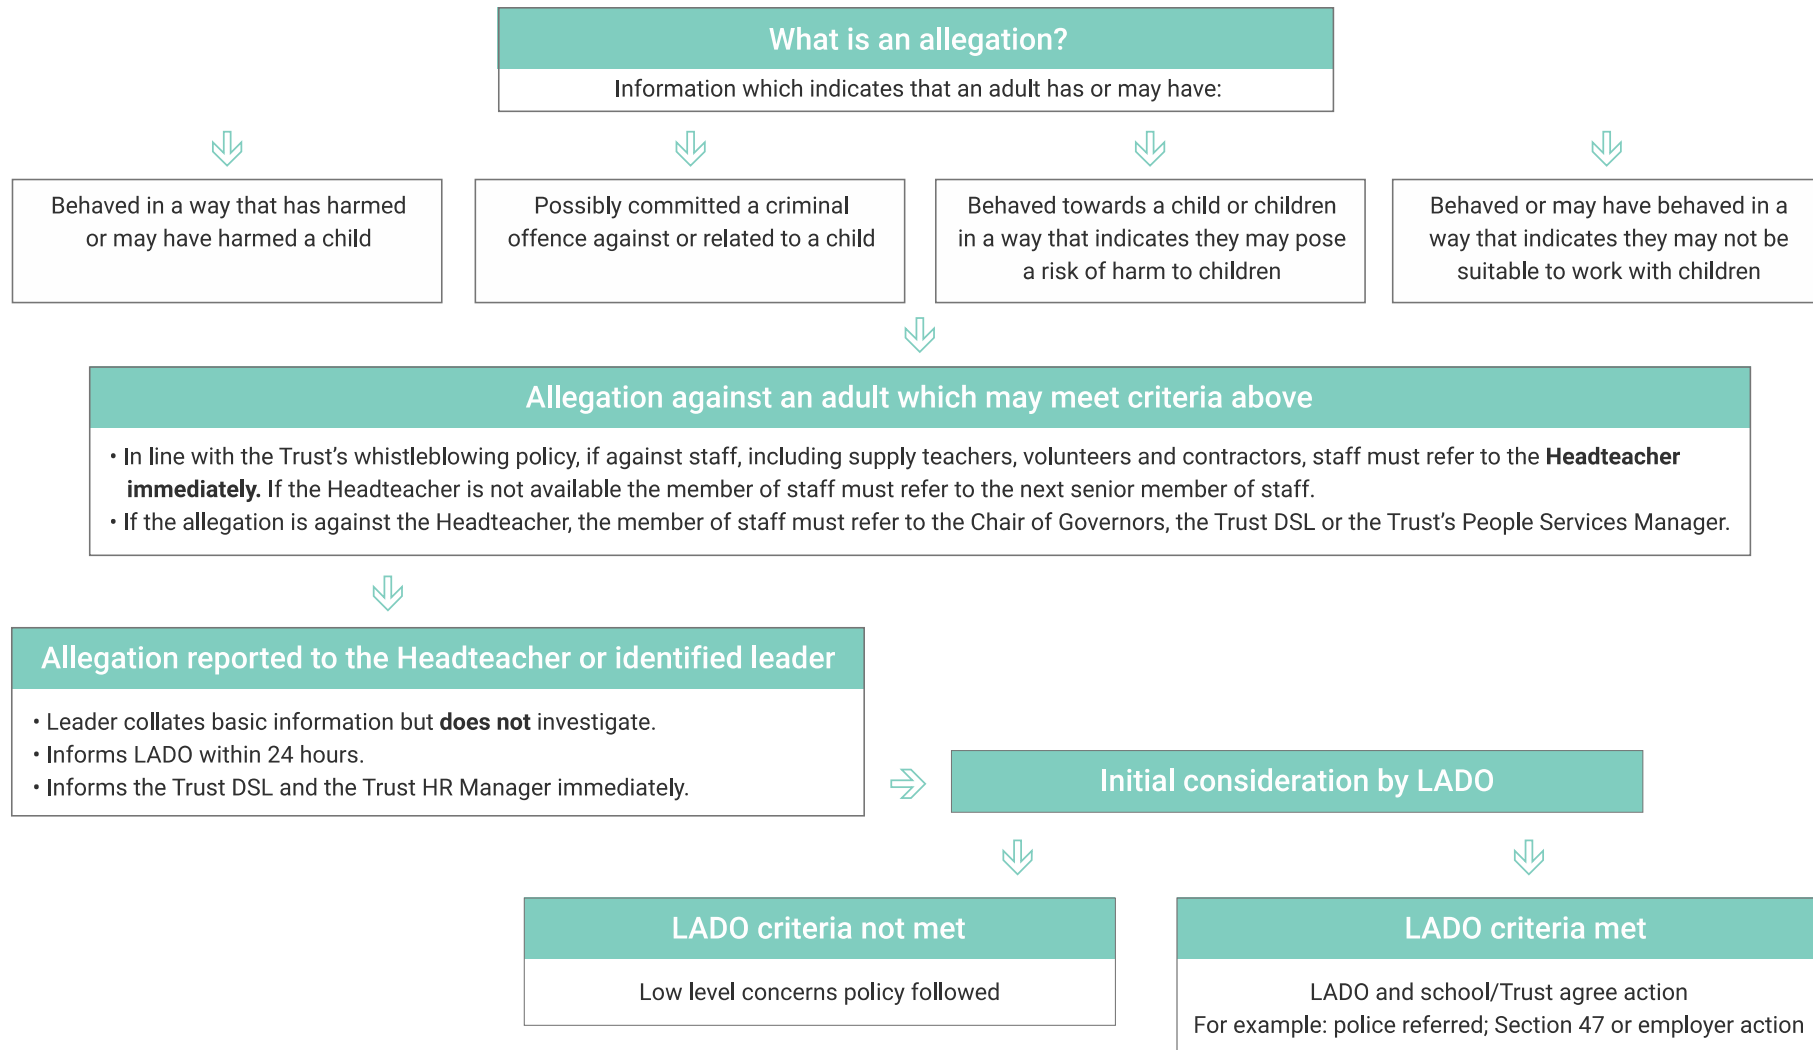 What is an allegation?
Information which indicates that an adult has or may have:
Behaved in a way that has harmed
or may have harmed a child
Possibly committed a criminal
offence against or related to a child
Behaved towards a child or children
in a way that indicates they may pose
a risk of harm to children
Behaved or may have behaved in a
way that indicates they may not be
suitable to work with children
Allegation against an adult which may meet criteria above
• In line with the Trust’s whistleblowing policy, if against staff, including supply teachers, volunteers and contractors, staff must refer to the Headteacher
immediately. If the Headteacher is not available the member of staff must refer to the next senior member of staff.
• If the allegation is against the Headteacher, the member of staff must refer to the Chair of Governors, the Trust DSL or the Trust’s People Services Manager.
Allegation reported to the Headteacher or identified leader
• Leader collates basic information but does not investigate.
• Informs LADO within 24 hours.
• Informs the Trust DSL and the Trust HR Manager immediately.
Initial consideration by LADO
LADO criteria not met
Low level concerns policy followed
LADO criteria met
LADO and school/Trust agree action
For example: police referred; Section 47 or employer action